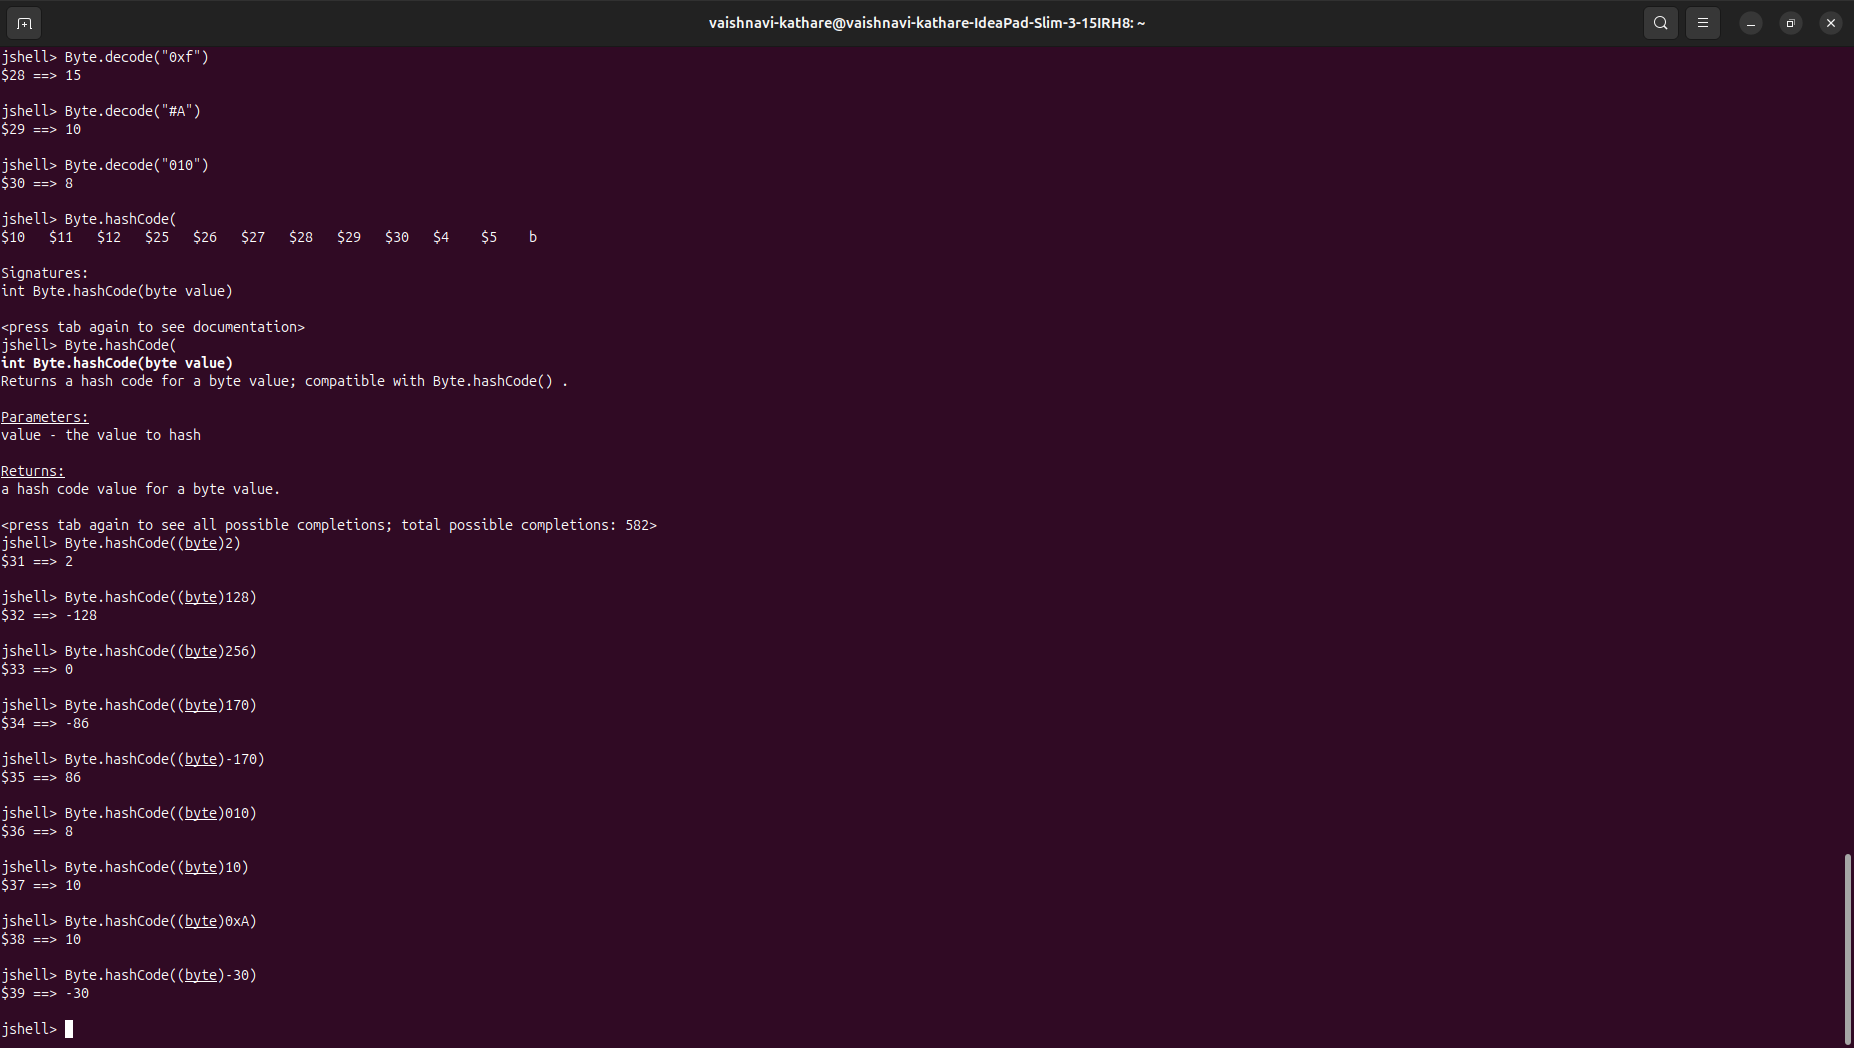 vaishnavi-kathare@vaishnavi-kathare-IdeaPad-Slim-3-15IRH8: ~
jshell> Byte.decode("0xf")
$28 ==> 15
jshell> Byte.decode("#A")
$29 ==> 10
jshell> Byte.decode("010")
$30 ==> 8
jshell> Byte.hashCode(
$10   $11   $12   $25   $26   $27   $28   $29   $30   $4    $5    b
Signatures:
int Byte.hashCode(byte value)
<press tab again to see documentation>
jshell> Byte.hashCode(
int Byte.hashCode(byte value)
Returns a hash code for a byte value; compatible with Byte.hashCode() .
Parameters:
value - the value to hash
Returns:
a hash code value for a byte value.
<press tab again to see all possible completions; total possible completions: 582>
jshell> Byte.hashCode((byte)2)
$31 ==> 2
jshell> Byte.hashCode((byte)128)
$32 ==> -128
jshell> Byte.hashCode((byte)256)
$33 ==> 0
jshell> Byte.hashCode((byte)170)
$34 ==> -86
jshell> Byte.hashCode((byte)-170)
$35 ==> 86
jshell> Byte.hashCode((byte)010)
$36 ==> 8
jshell> Byte.hashCode((byte)10)
$37 ==> 10
jshell> Byte.hashCode((byte)0xA)
$38 ==> 10
jshell> Byte.hashCode((byte)-30)
$39 ==> -30
jshell>